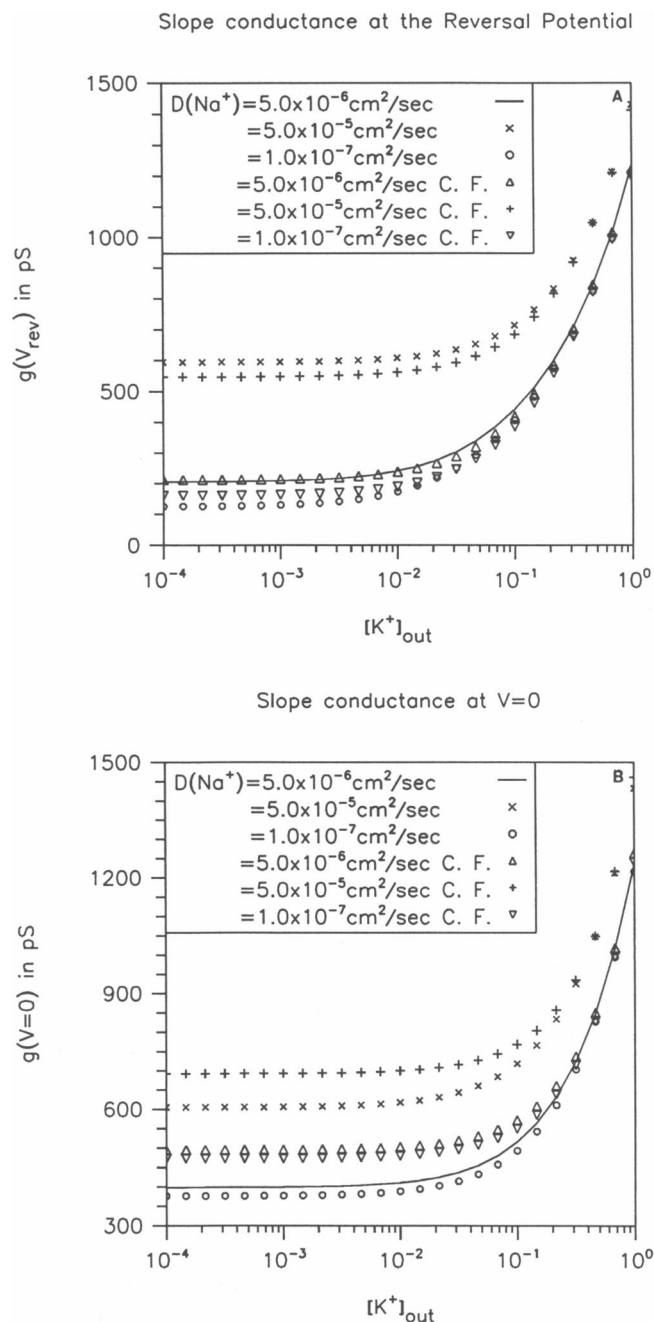 Slope conductance at the Reversal Potential
1500
1000
500
0
g(V_rev) in pS
A
D(Na⁺)=5.0x10⁻⁶cm²/sec
=5.0x10⁻⁵cm²/sec
=1.0x10⁻⁷cm²/sec
=5.0x10⁻⁶cm²/sec C. F.
=5.0x10⁻⁵cm²/sec C. F.
=1.0x10⁻⁷cm²/sec C. F.
10⁻⁴ 10⁻³ 10⁻² 10⁻¹ 10⁰
[K⁺]out
Slope conductance at V=0
1500
1200
900
600
300
g(V=0) in pS
B
D(Na⁺)=5.0x10⁻⁶cm²/sec
=5.0x10⁻⁵cm²/sec
=1.0x10⁻⁷cm²/sec
=5.0x10⁻⁶cm²/sec C. F.
=5.0x10⁻⁵cm²/sec C. F.
=1.0x10⁻⁷cm²/sec C. F.
10⁻⁴ 10⁻³ 10⁻² 10⁻¹ 10⁰
[K⁺]out